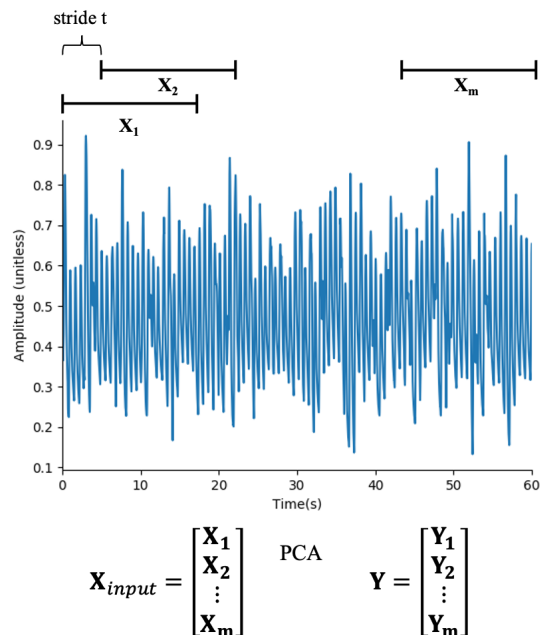 stride t
X₂
Xₘ
X₁
0.9
0.8
0.7
0.6
0.5
0.4
0.3
0.2
0.1
Amplitude (unitless)
0 10 20 30 40 50 60
Time(s)
X_input = [X₁ X₂ ⋮ Xₘ] PCA Y = [Y₁ Y₂ ⋮ Yₘ]